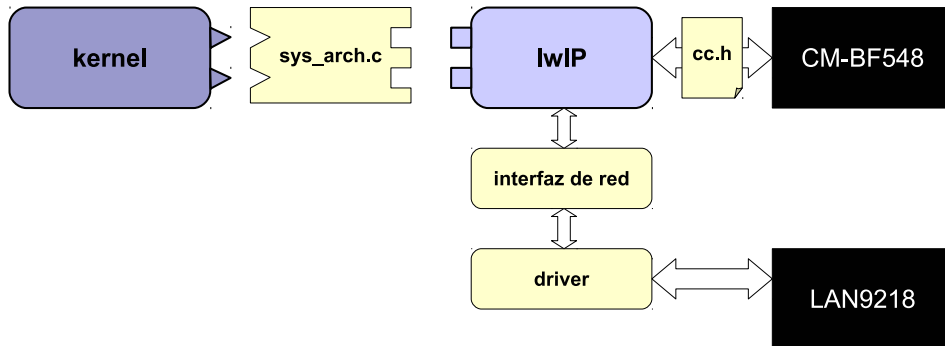 kernel
sys_arch.c
lwIP
cc.h
CM-BF548
interfaz de red
driver
LAN9218